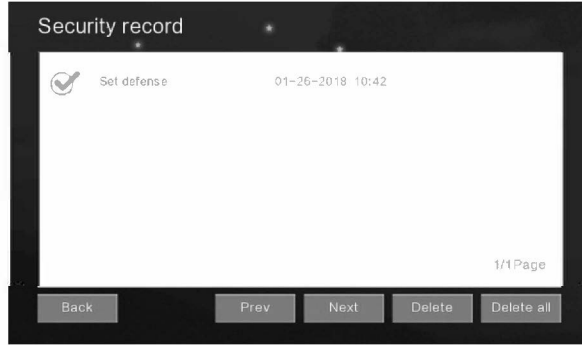 Security record
Set defense 01-26-2018 10:42
1/1Page
Back Prev Next Delete Delete all